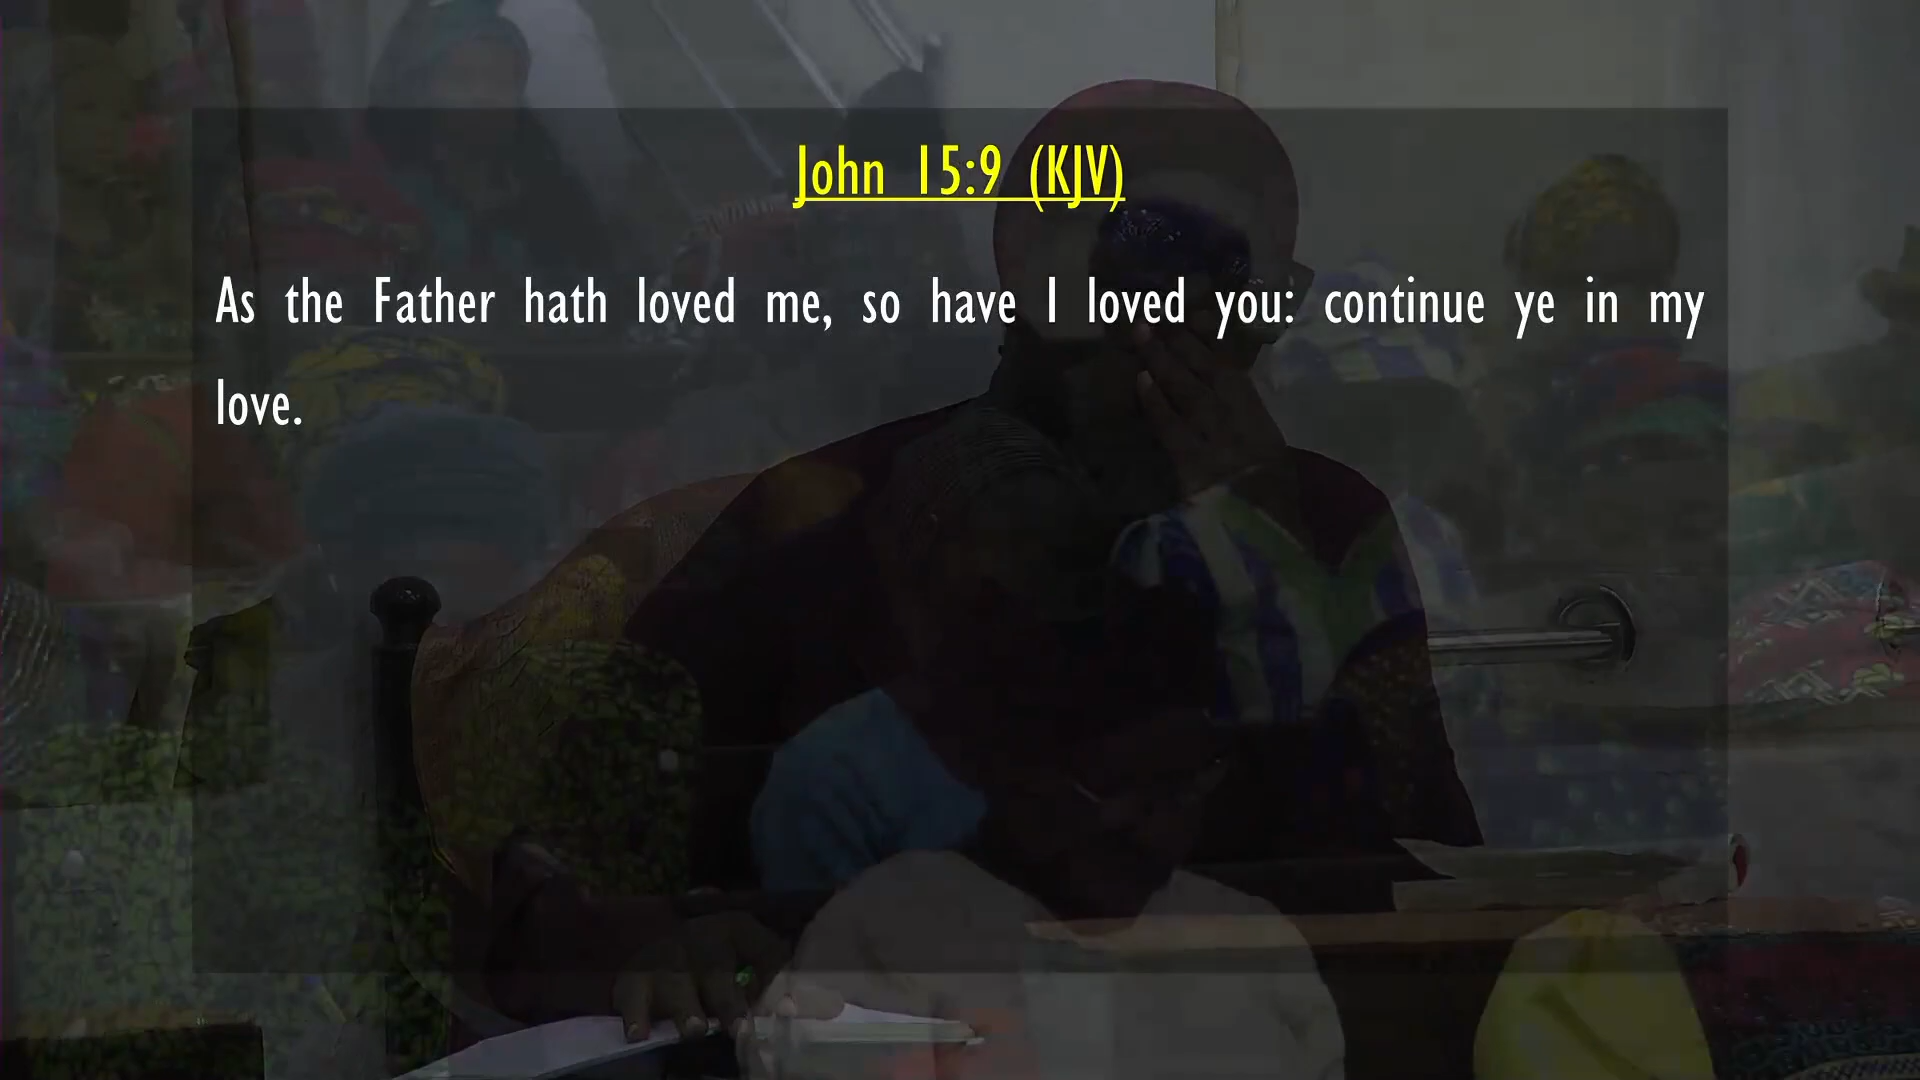 John 15:9 (KJV)
As the Father hath loved me, so have I loved you: continue ye in my
love.